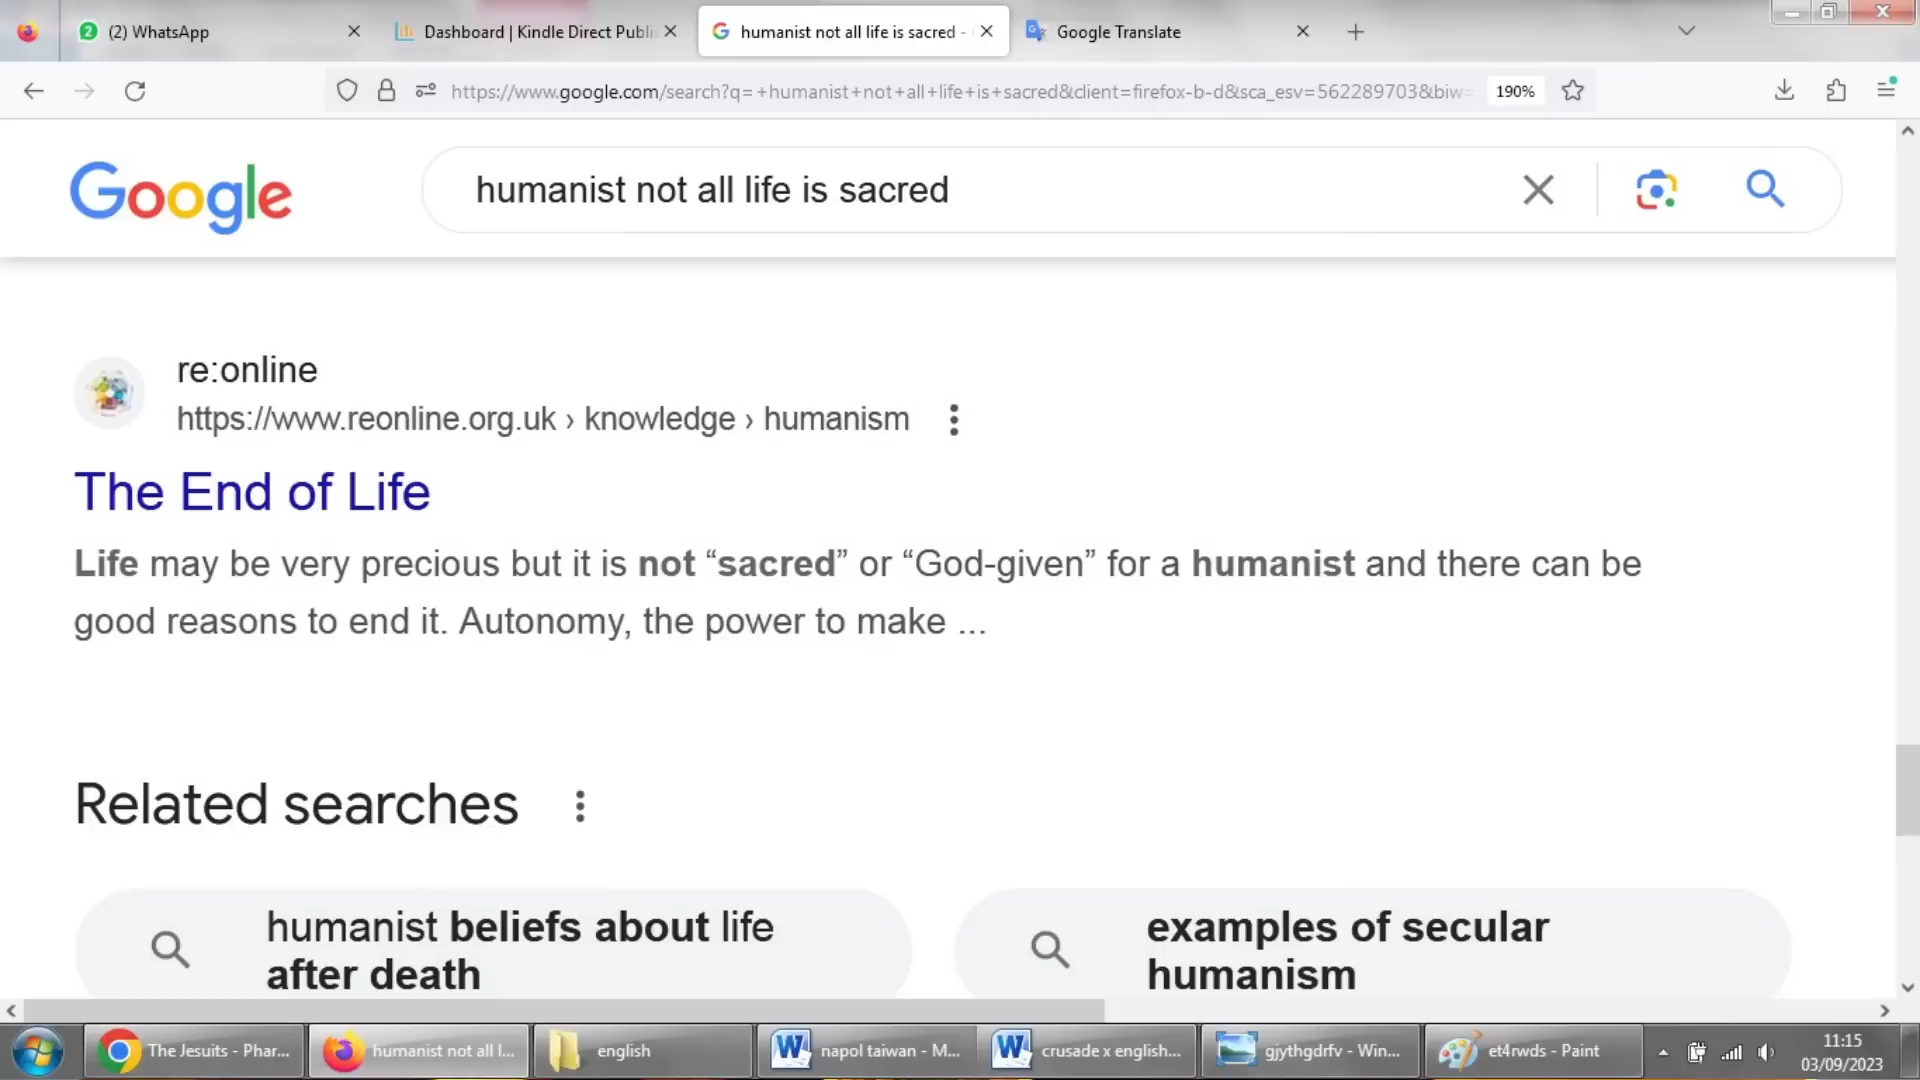 (2) WhatsApp
Dashboard | Kindle Direct Publi
humanist not all life is sacred -
Google Translate
https://www.google.com/search?q=+humanist+not+all+life+is+sacred&client=firefox-b-d&sca_esv=562289703&biw=
190%
Google
humanist not all life is sacred
re:online
https://www.reonline.org.uk › knowledge › humanism
The End of Life
Life may be very precious but it is not “sacred” or “God-given” for a humanist and there can be
good reasons to end it. Autonomy, the power to make ...
Related searches
humanist beliefs about life
after death
examples of secular
humanism
The Jesuits - Phar...
humanist not all l...
english
napol taiwan - M...
crusade x english...
gjythgdrfv - Win...
et4rwds - Paint
11:15
03/09/2023